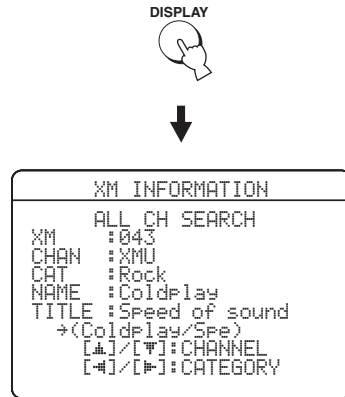 DISPLAY
XM INFORMATION
ALL CH SEARCH
XM :043
CHAN :XMU
CAT :Rock
NAME :Coldplay
TITLE :Speed of sound
→(Coldplay/Spe)
[▲]/[▼]:CHANNEL
[◄]/[►]:CATEGORY